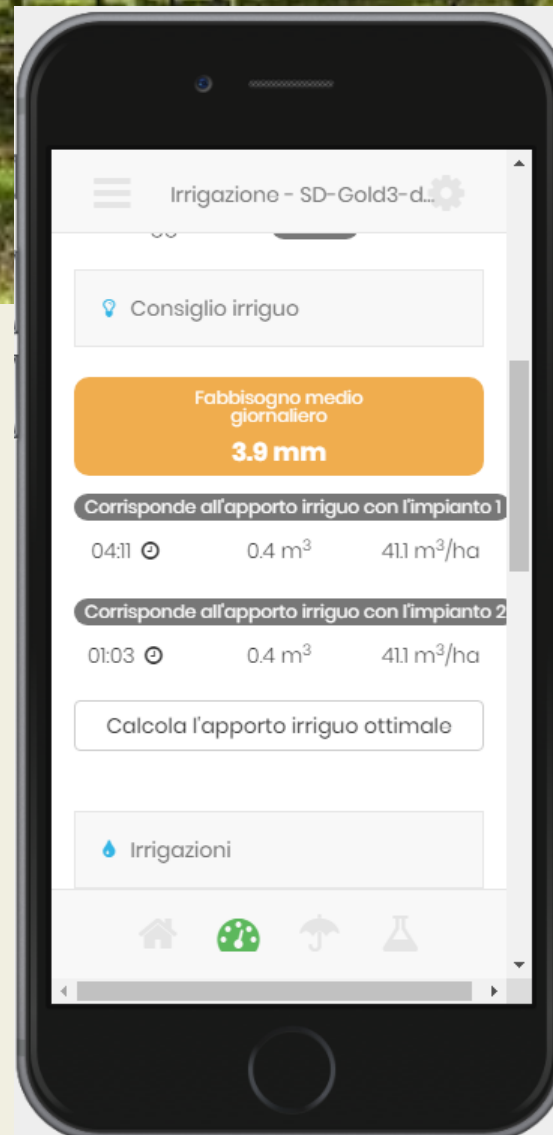 Irrigazione - SD-Gold3-d...
Consiglio irriguo
Fabbisogno medio
giornaliero
3.9 mm
Corrisponde all'apporto irriguo con l'impianto 1
04:11 0.4 m³ 41.1 m³/ha
Corrisponde all'apporto irriguo con l'impianto 2
01:03 0.4 m³ 41.1 m³/ha
Calcola l'apporto irriguo ottimale
Irrigazioni